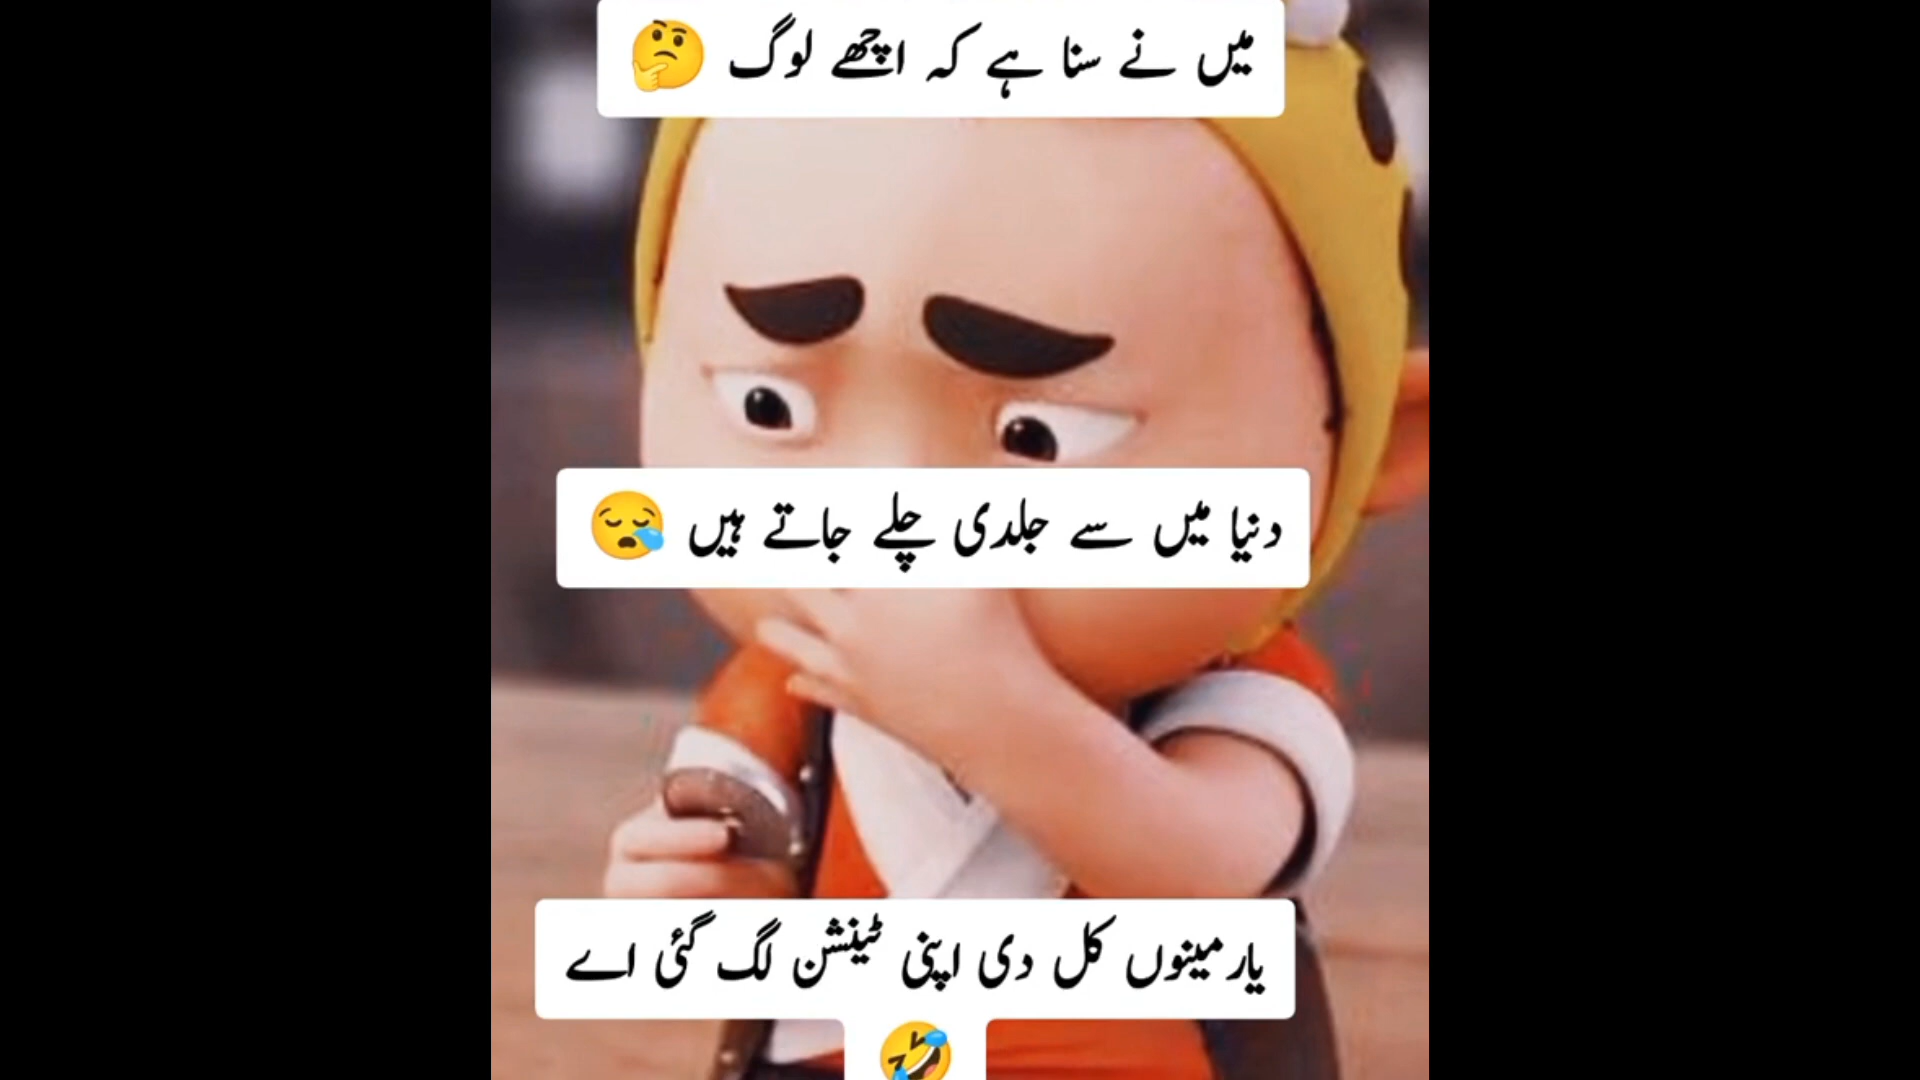 میں نے سنا ہے کہ اچھے لوگ 🤔
دنیا میں سے جلدی چلے جاتے ہیں 😪
یار مینوں کل دی اپنی ٹینشن لگ گئی اے
🤣